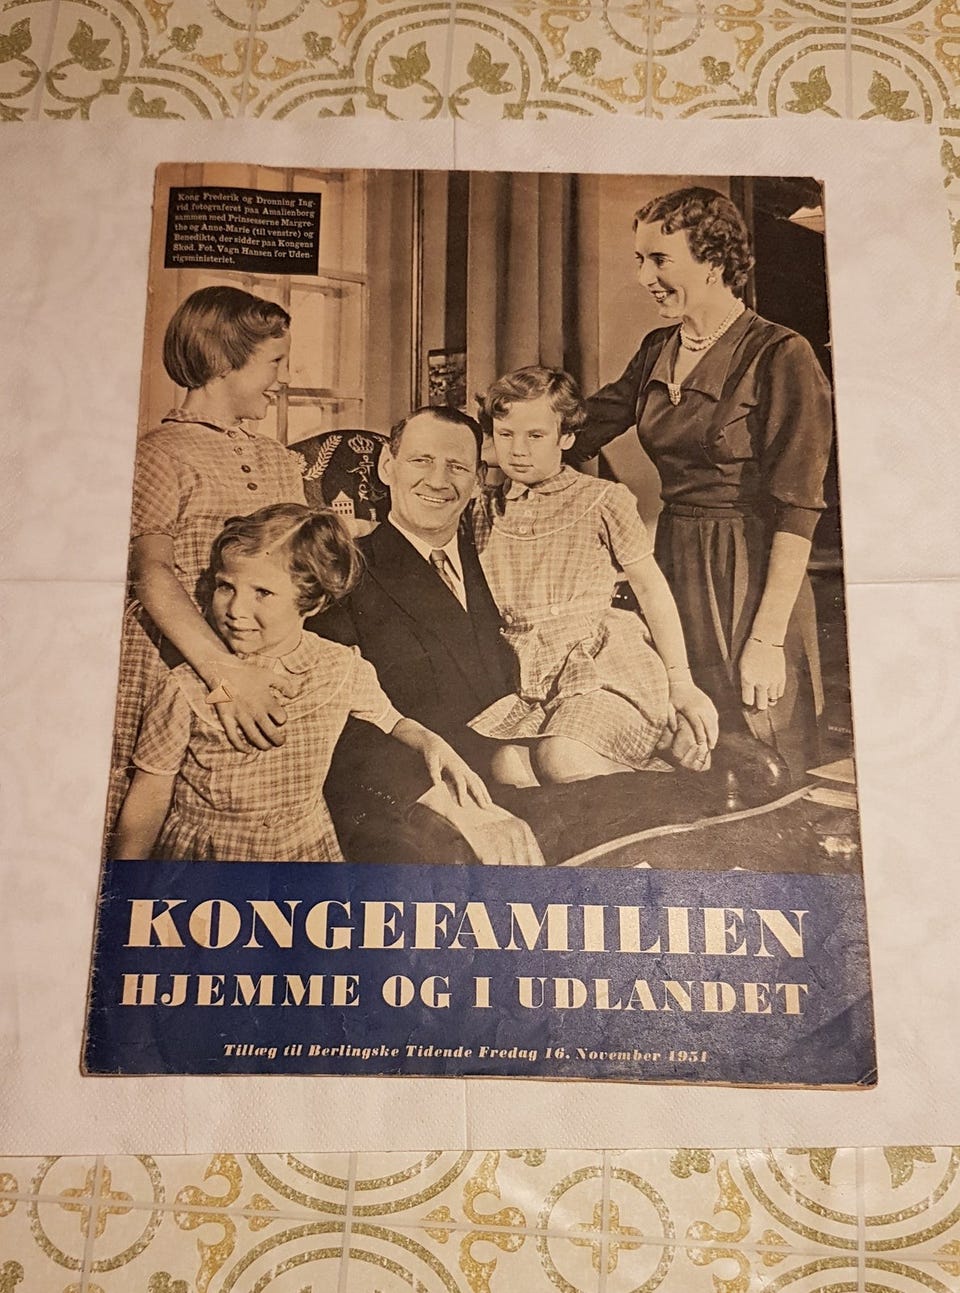 Kong Frederik og Dronning Ing-
rid fotograferet paa Amalienborg
sammen med Prinsesserne Margre-
the og Anne-Marie (til venstre) og
Benedikte, der sidder paa Kongens
Skød. Fot. Vagn Hansen for Uden-
rigsministeriet.
KONGEFAMILIEN
HJEMME OG I UDLANDET
Tillæg til Berlingske Tidende Fredag 16. November 1951